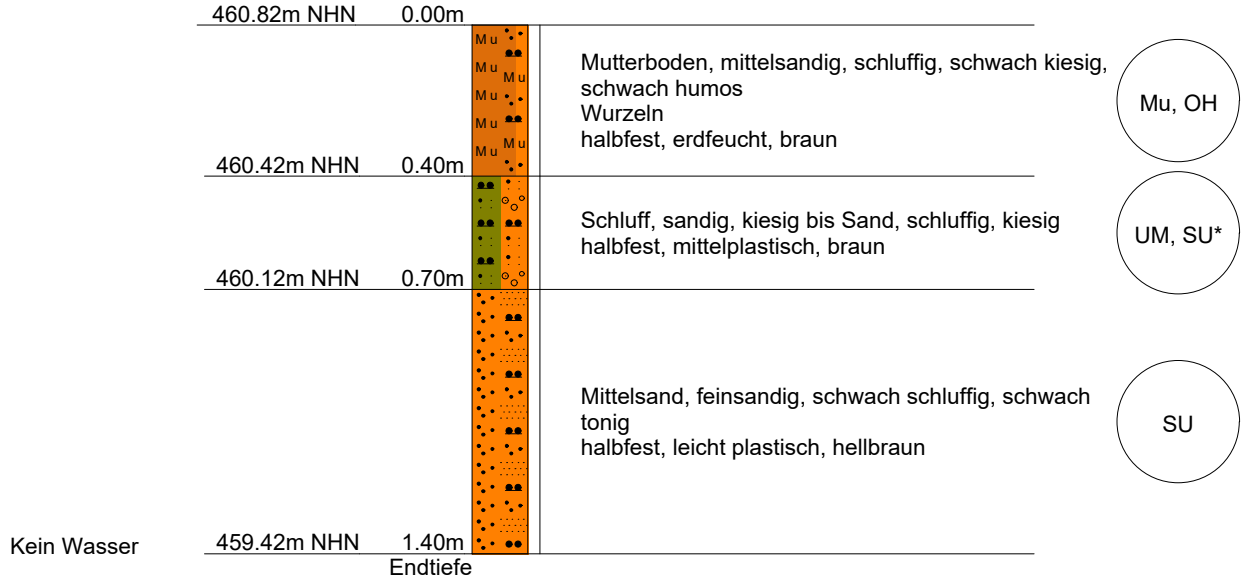 460.82m NHN 0.00m
Mu
Mu
Mu
Mu
Mu
Mu
Mu
Mutterboden, mittelsandig, schluffig, schwach kiesig,
schwach humos
Wurzeln
halbfest, erdfeucht, braun
Mu, OH
460.42m NHN 0.40m
Schluff, sandig, kiesig bis Sand, schluffig, kiesig
halbfest, mittelplastisch, braun
UM, SU*
460.12m NHN 0.70m
Mittelsand, feinsandig, schwach schluffig, schwach
tonig
halbfest, leicht plastisch, hellbraun
SU
Kein Wasser 459.42m NHN 1.40m
Endtiefe